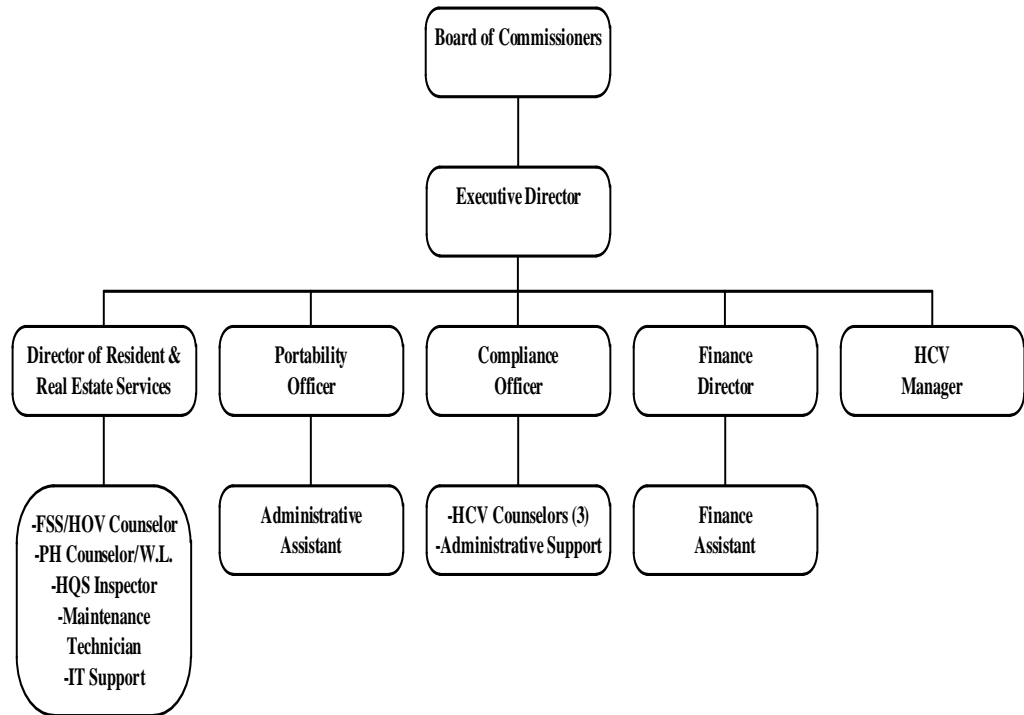 Board of Commissioners
Executive Director
Director of Resident &
Real Estate Services
Portability
Officer
Compliance
Officer
Finance
Director
HCV
Manager
-FSS/HOV Counselor
-PH Counselor/W.L.
-HQS Inspector
-Maintenance
Technician
-IT Support
Administrative
Assistant
-HCV Counselors (3)
-Administrative Support
Finance
Assistant